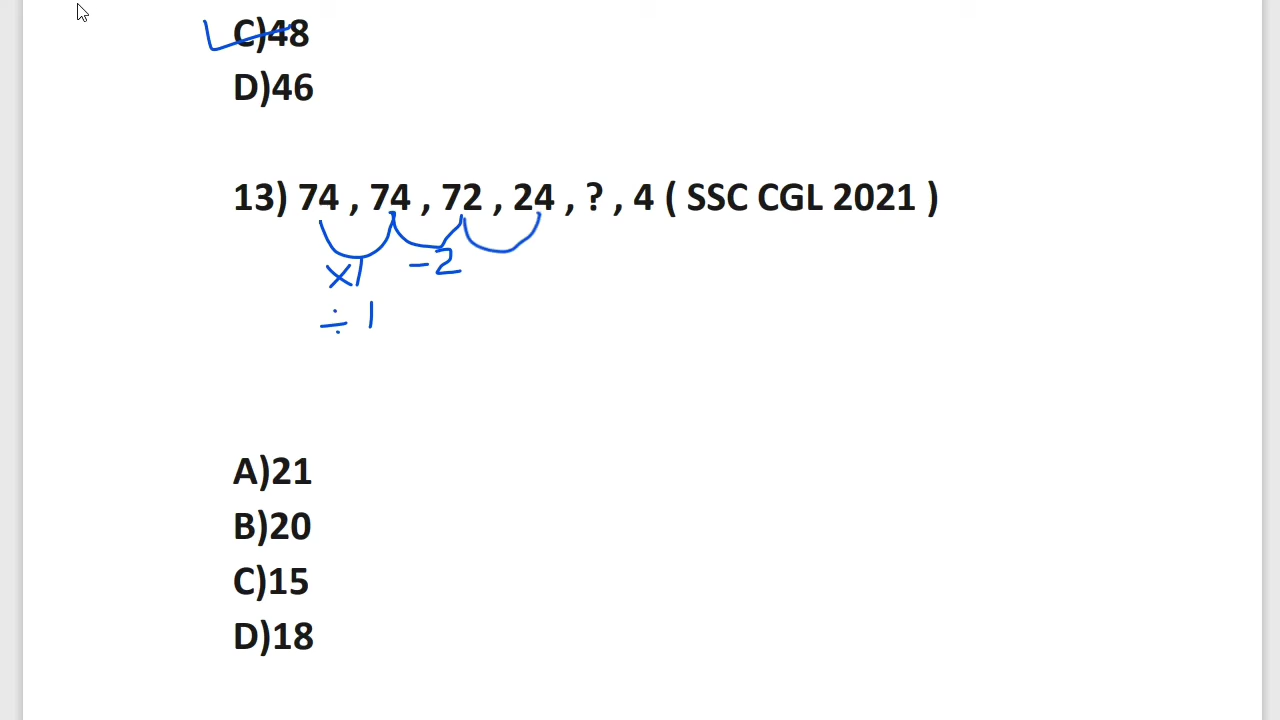 C)48
D)46
13) 74 , 74 , 72 , 24 , ? , 4 ( SSC CGL 2021 )
×1 −2
÷ 1
A)21
B)20
C)15
D)18